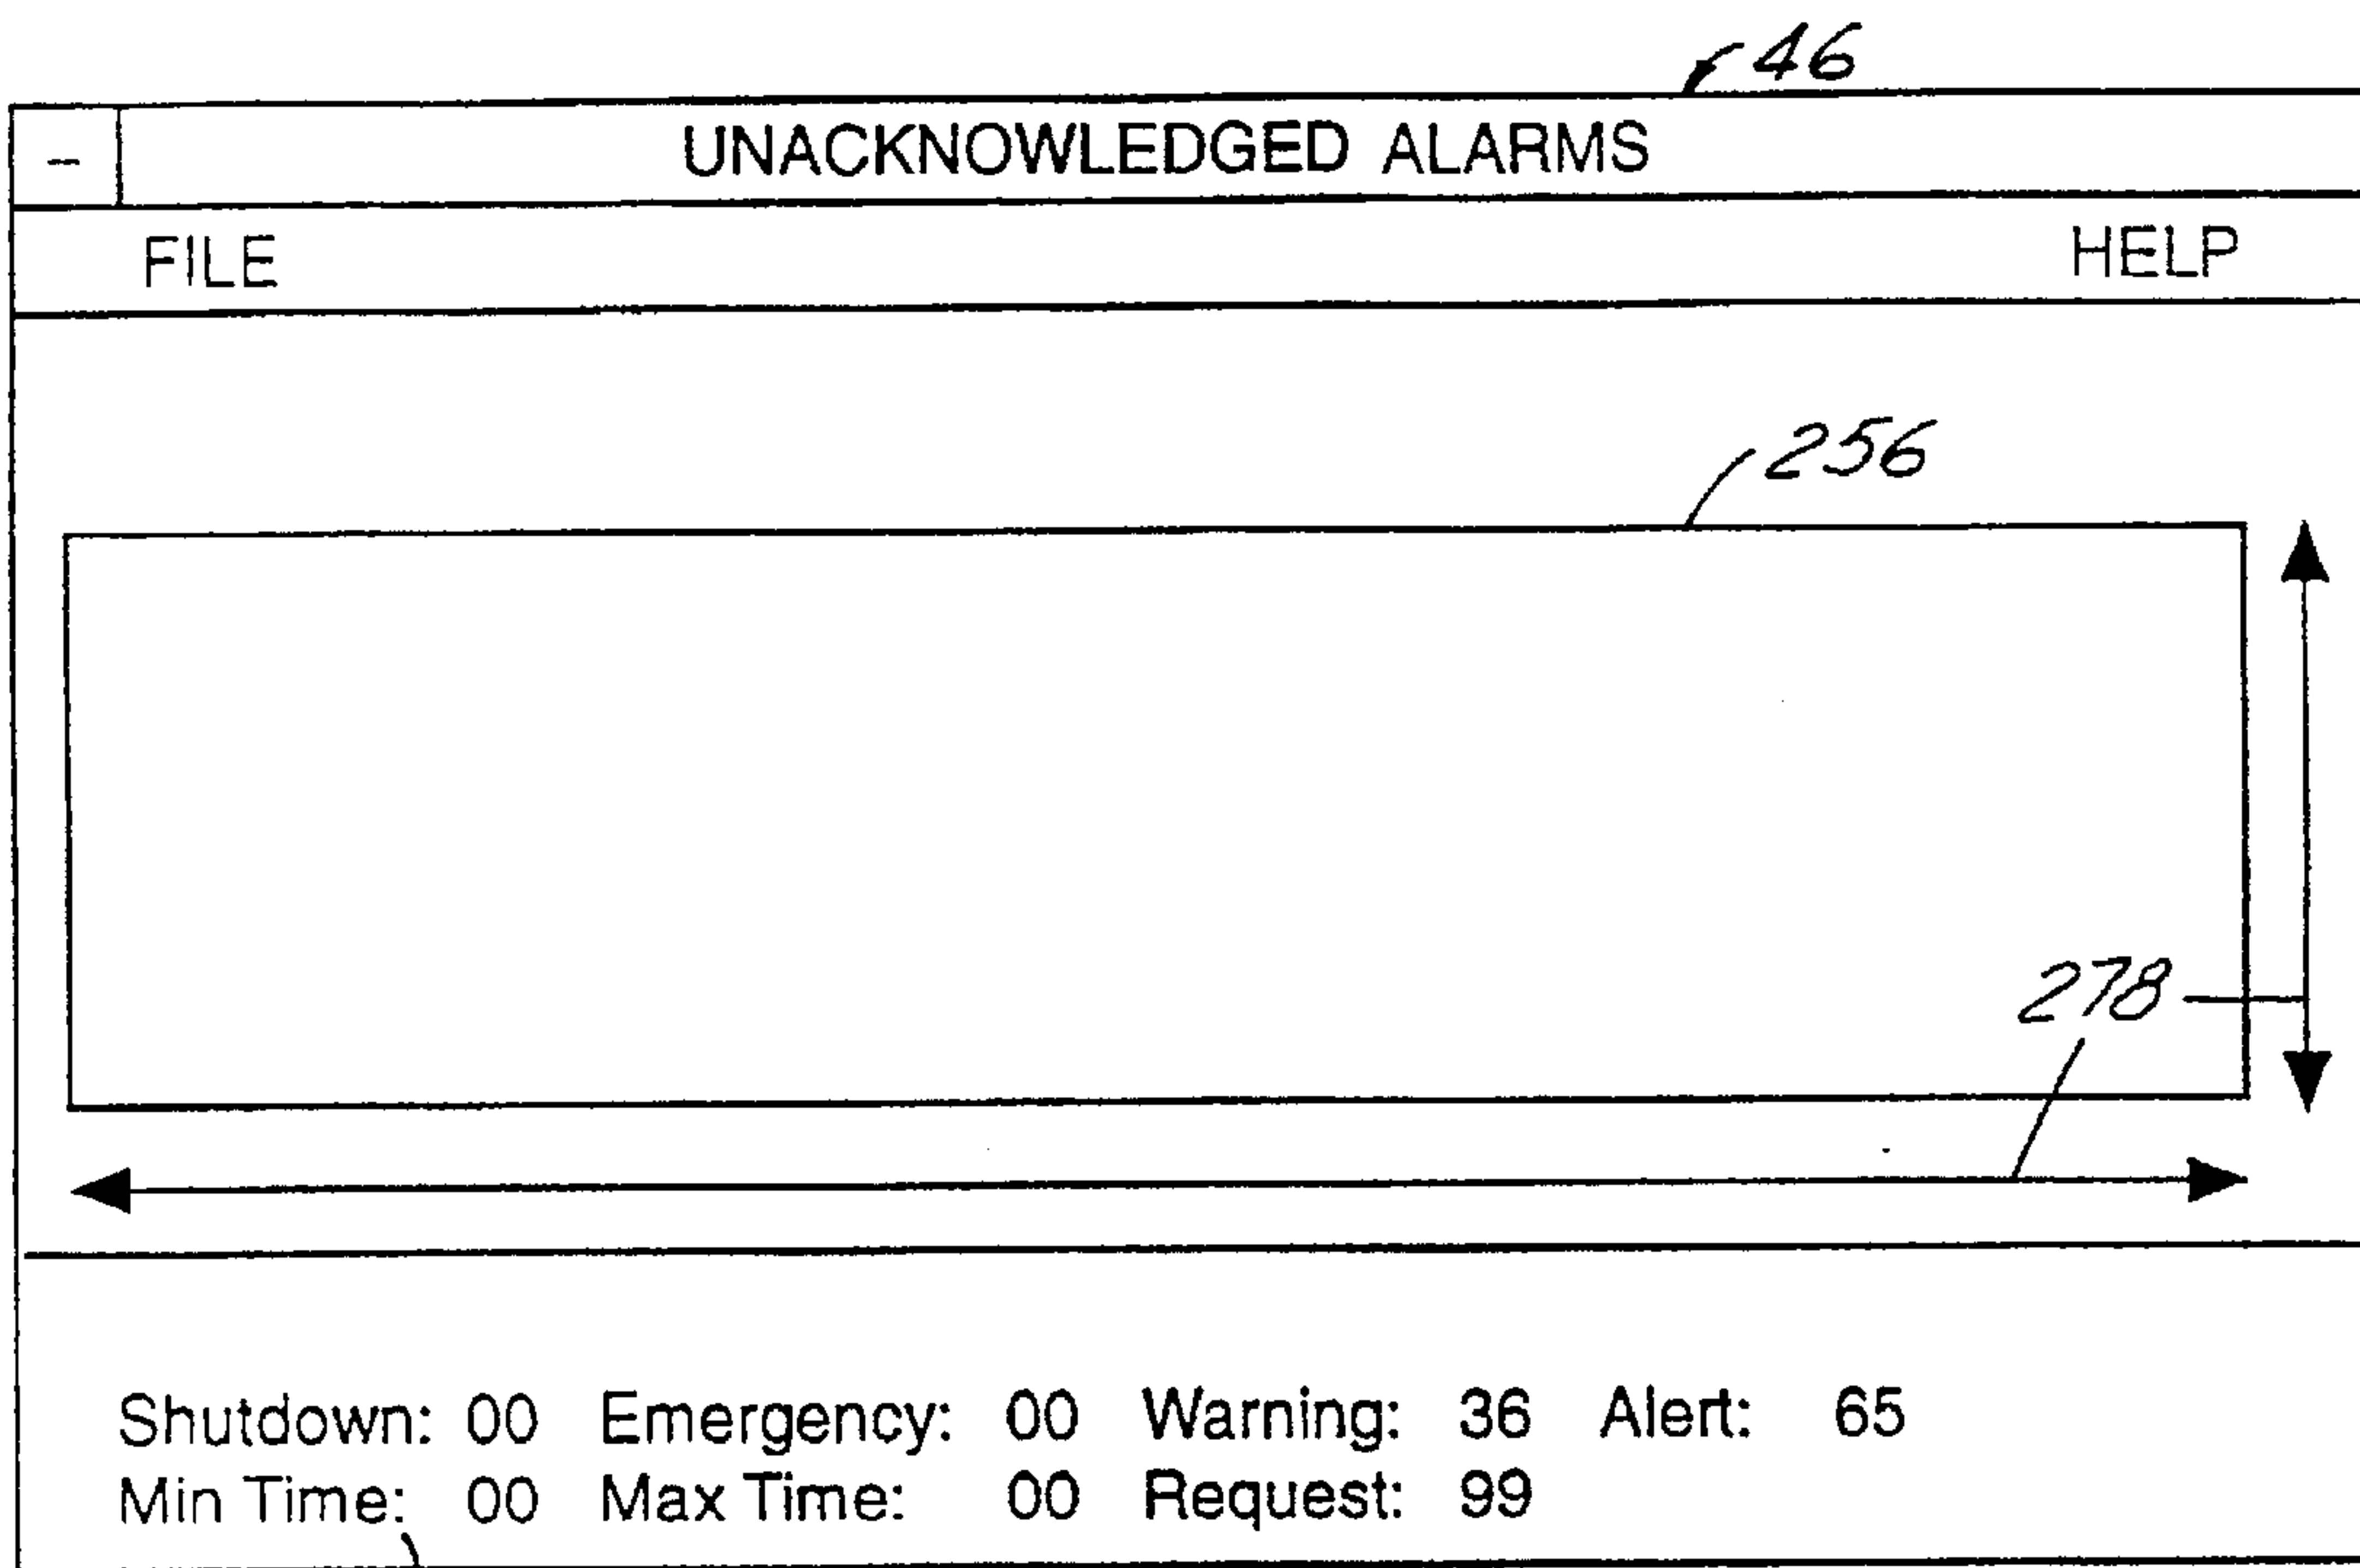 46
– UNACKNOWLEDGED ALARMS
FILE HELP
256
278
Shutdown: 00 Emergency: 00 Warning: 36 Alert: 65
Min Time: 00 Max Time: 00 Request: 99